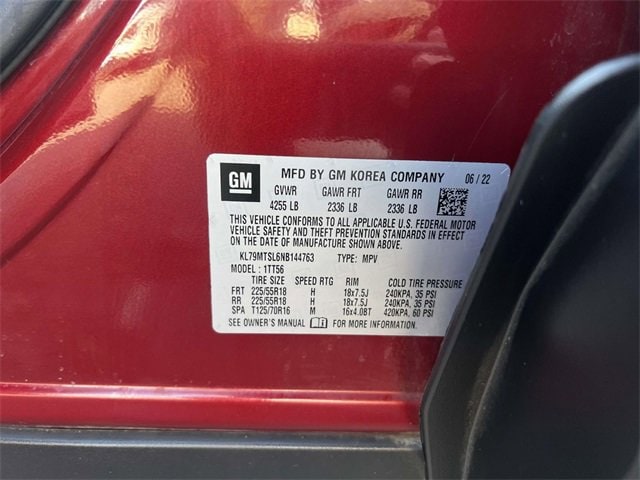 GM MFD BY GM KOREA COMPANY 06 / 22
GVWR GAWR FRT GAWR RR
4255 LB 2336 LB 2336 LB
THIS VEHICLE CONFORMS TO ALL APPLICABLE U.S. FEDERAL MOTOR
VEHICLE SAFETY AND THEFT PREVENTION STANDARDS IN EFFECT
ON THE DATE OF MANUFACTURE SHOWN ABOVE.
KL79MTSL6NB144763 TYPE: MPV
MODEL: 1TT56
TIRE SIZE SPEED RTG RIM COLD TIRE PRESSURE
FRT 225/55R18 H 18x7.5J 240KPA, 35 PSI
RR 225/55R18 H 18x7.5J 240KPA, 35 PSI
SPA T125/70R16 M 16x4.0BT 420KPA, 60 PSI
SEE OWNER'S MANUAL FOR MORE INFORMATION.